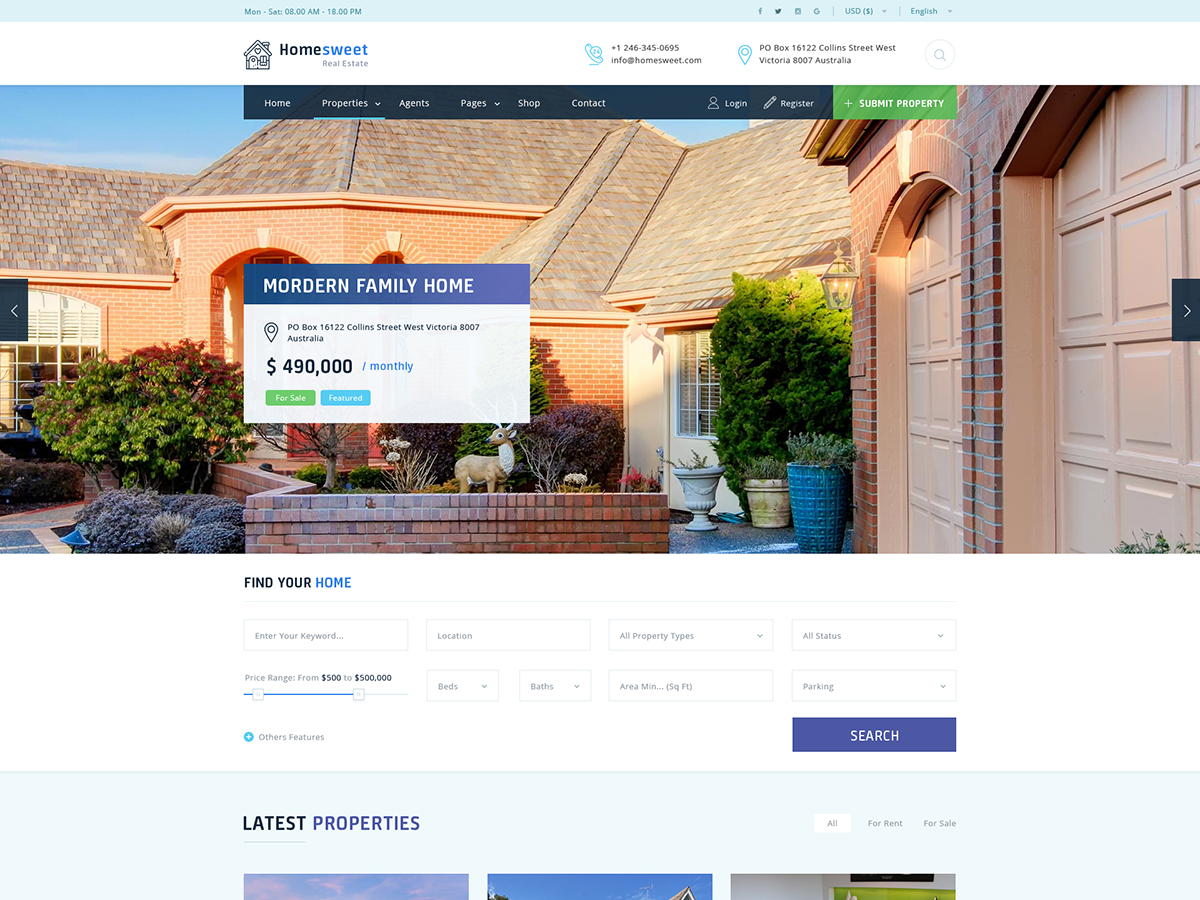 Mon - Sat: 08.00 AM - 18.00 PM
USD ($)
English
Homesweet
Real Estate
+1 246-345-0695
info@homesweet.com
PO Box 16122 Collins Street West
Victoria 8007 Australia
Home
Properties
Agents
Pages
Shop
Contact
Login
Register
SUBMIT PROPERTY
MORDERN FAMILY HOME
PO Box 16122 Collins Street West Victoria 8007
Australia
$ 490,000 / monthly
For Sale
Featured
FIND YOUR HOME
Enter Your Keyword...
Location
All Property Types
All Status
Price Range: From $500 to $500,000
Beds
Baths
Area Min... (Sq Ft)
Parking
Others Features
SEARCH
LATEST PROPERTIES
All
For Rent
For Sale